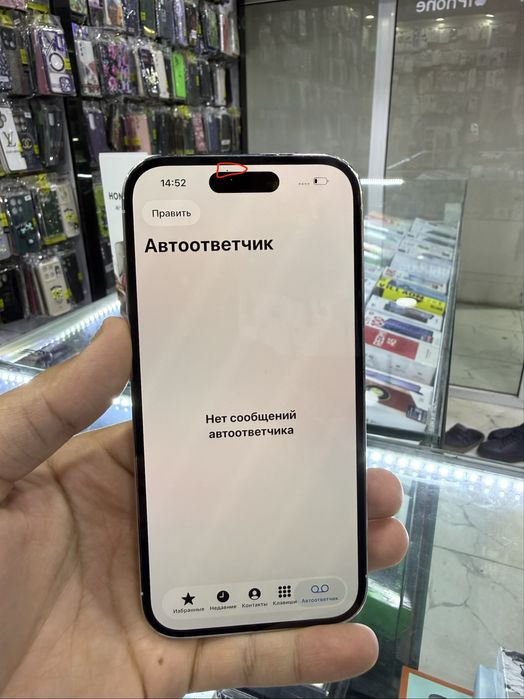 iPhone
14:52
Править
Автоответчик
Нет сообщений
автоответчика
Избранные Недавние Контакты Клавиши Автоответчик